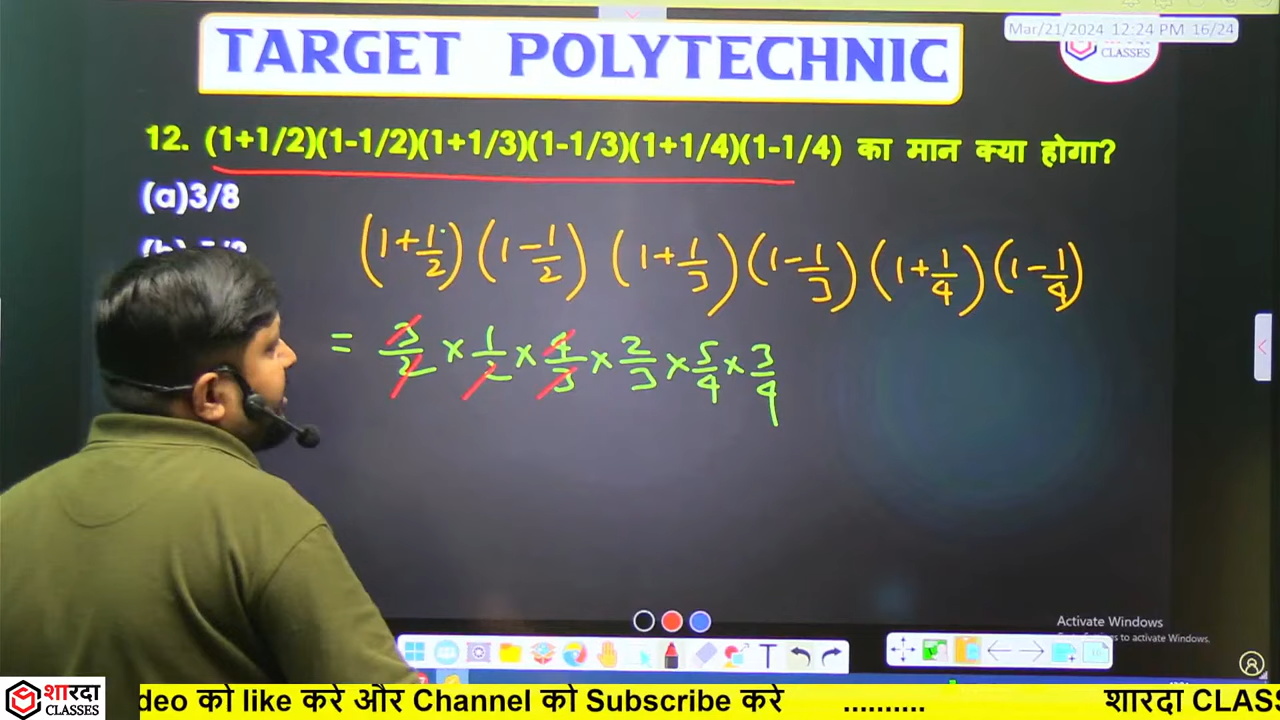 Mar/21/2024 12:24 PM 16/24
TARGET POLYTECHNIC
CLASSES
12. (1+1/2)(1-1/2)(1+1/3)(1-1/3)(1+1/4)(1-1/4) का मान क्या होगा?
(a)3/8
(1+1/2) (1-1/2) (1+1/3) (1-1/3) (1+1/4) (1-1/4)
= 3/2 × 1/2 × 4/3 × 2/3 × 5/4 × 3/4
Activate Windows
to activate Windows.
शारदा
CLASSES
को like करे और Channel को Subscribe करे .......... शारदा